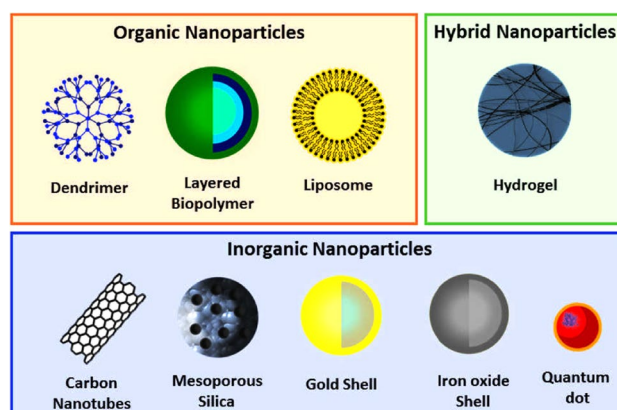 Organic Nanoparticles
Dendrimer
Layered
Biopolymer
Liposome
Hybrid Nanoparticles
Hydrogel
Inorganic Nanoparticles
Carbon
Nanotubes
Mesoporous
Silica
Gold Shell
Iron oxide
Shell
Quantum
dot